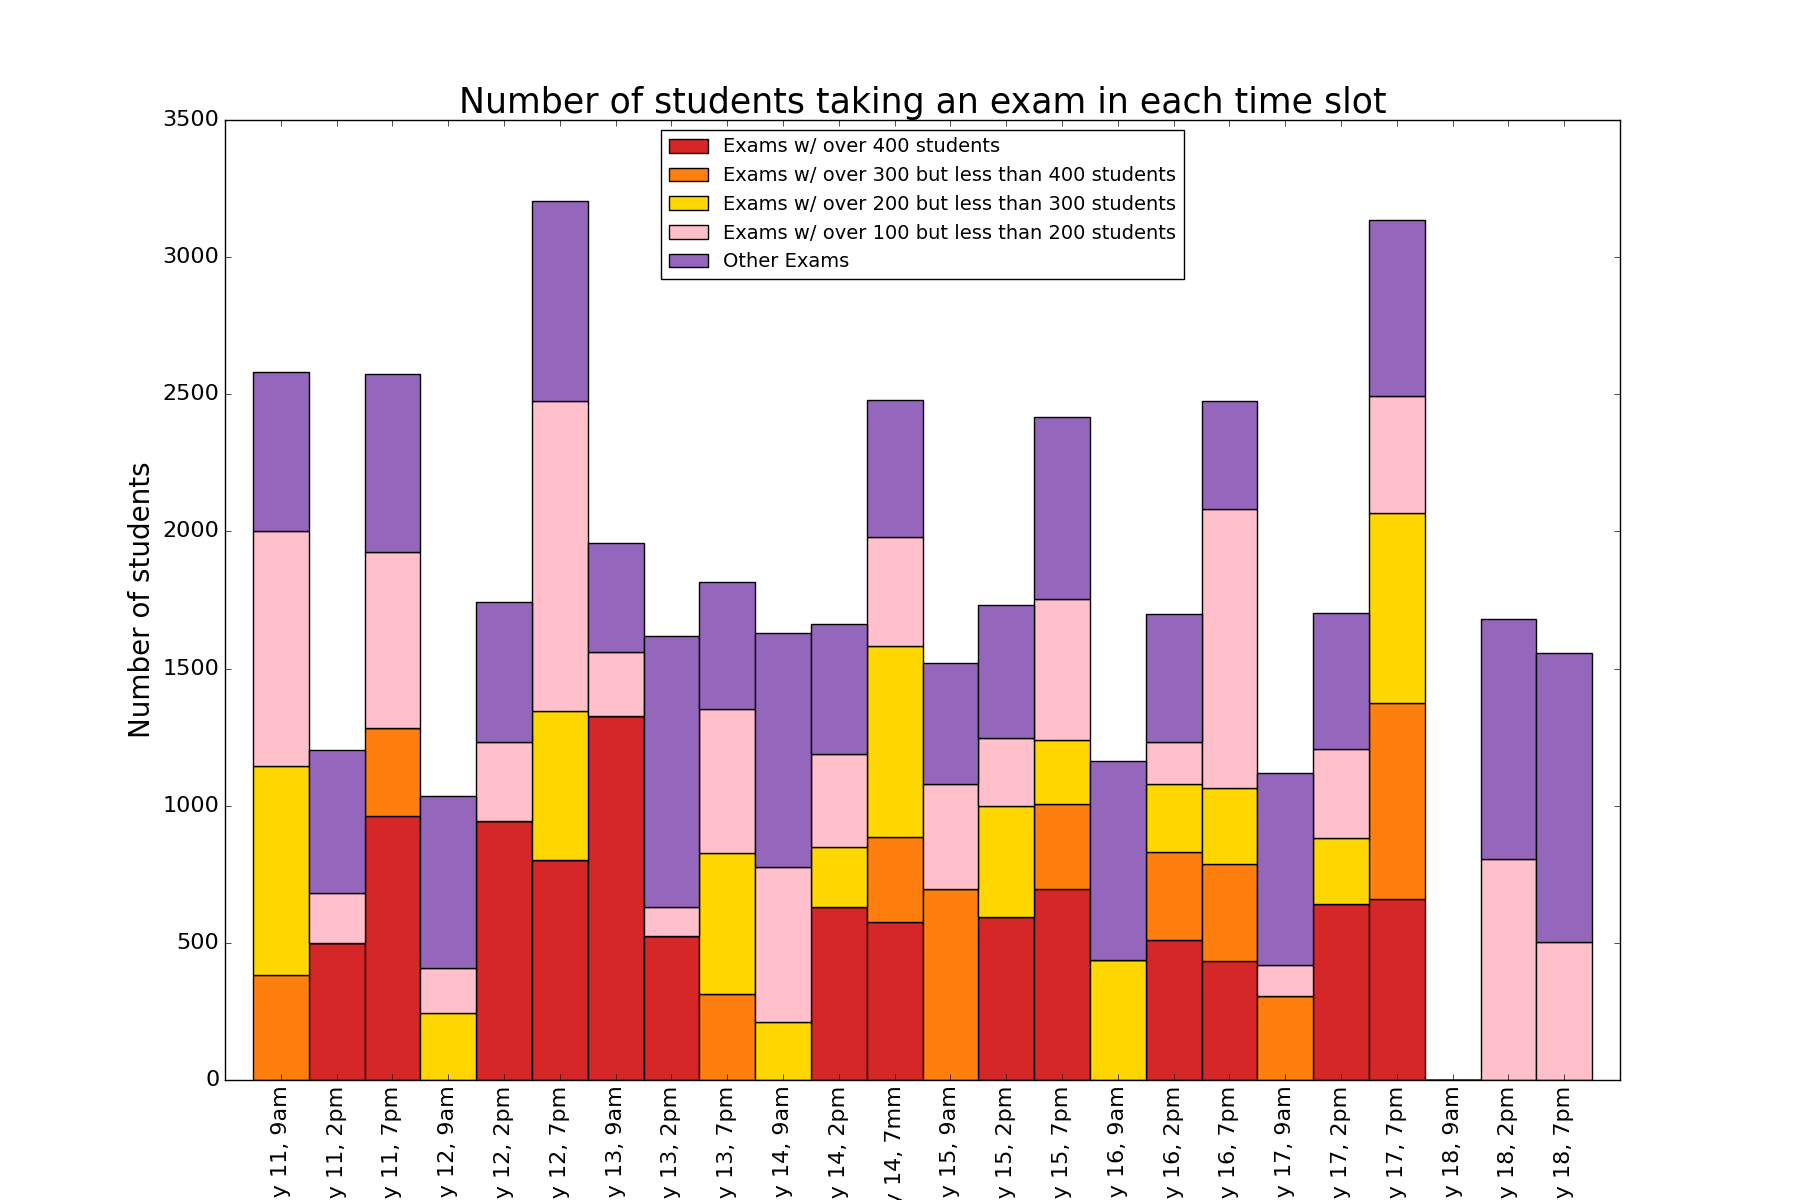 Number of students taking an exam in each time slot
Exams w/ over 400 students
Exams w/ over 300 but less than 400 students
Exams w/ over 200 but less than 300 students
Exams w/ over 100 but less than 200 students
Other Exams
Number of students
3500
3000
2500
2000
1500
1000
500
0
y 11, 9am
y 11, 2pm
y 11, 7pm
y 12, 9am
y 12, 2pm
y 12, 7pm
y 13, 9am
y 13, 2pm
y 13, 7pm
y 14, 9am
y 14, 2pm
y 14, 7mm
y 15, 9am
y 15, 2pm
y 15, 7pm
y 16, 9am
y 16, 2pm
y 16, 7pm
y 17, 9am
y 17, 2pm
y 17, 7pm
y 18, 9am
y 18, 2pm
y 18, 7pm